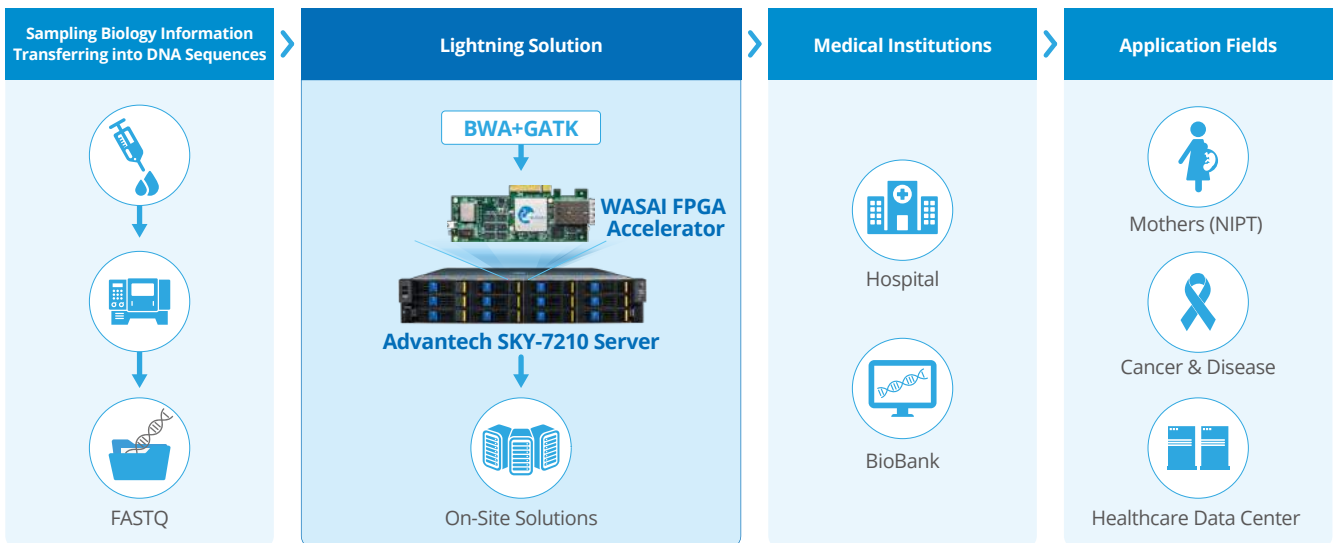 Sampling Biology Information
Transferring into DNA Sequences
FASTQ
Lightning Solution
BWA+GATK
WASAI FPGA
Accelerator
Advantech SKY-7210 Server
On-Site Solutions
Medical Institutions
Hospital
BioBank
Application Fields
Mothers (NIPT)
Cancer & Disease
Healthcare Data Center